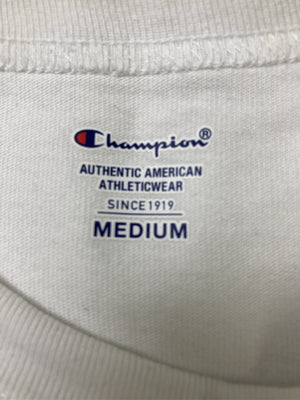 Champion®
AUTHENTIC AMERICAN
ATHLETICWEAR
SINCE 1919
MEDIUM